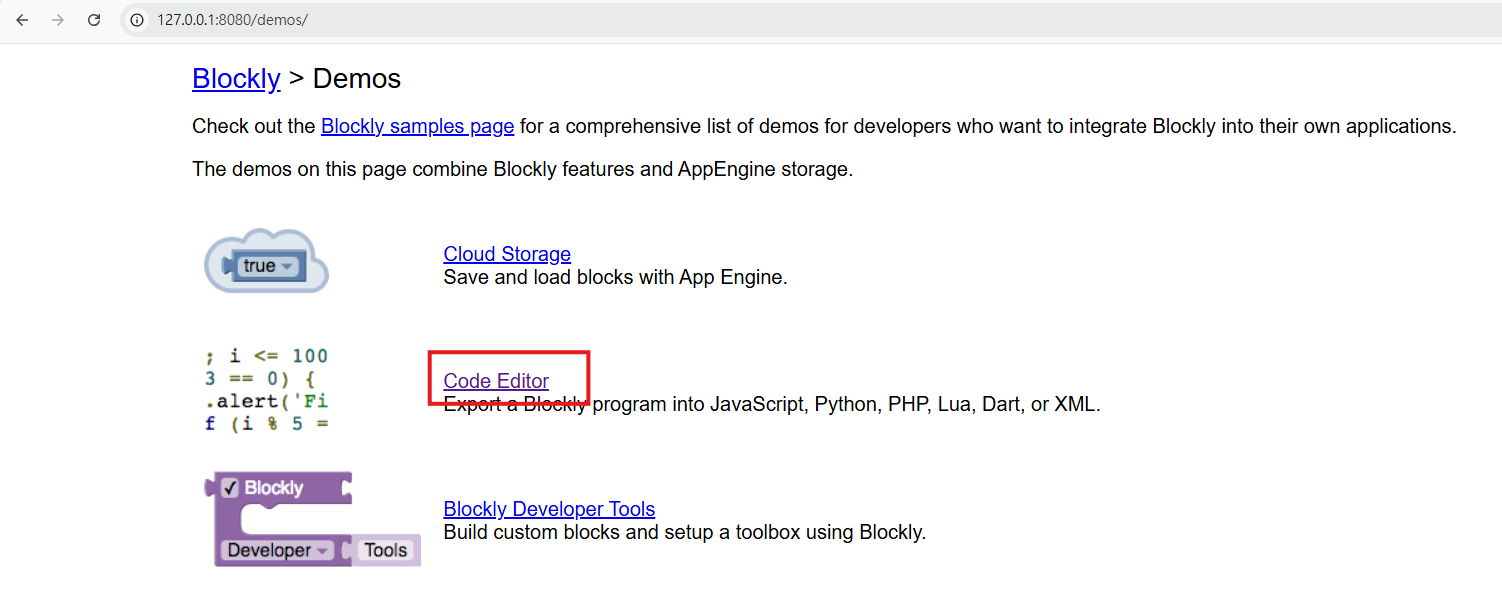 127.0.0.1:8080/demos/
Blockly > Demos
Check out the Blockly samples page for a comprehensive list of demos for developers who want to integrate Blockly into their own applications.
The demos on this page combine Blockly features and AppEngine storage.
true
Cloud Storage
Save and load blocks with App Engine.
; i <= 100
3 == 0) {
.alert('Fi
f (i % 5 =
Code Editor
Export a Blockly program into JavaScript, Python, PHP, Lua, Dart, or XML.
Blockly
Developer Tools
Blockly Developer Tools
Build custom blocks and setup a toolbox using Blockly.